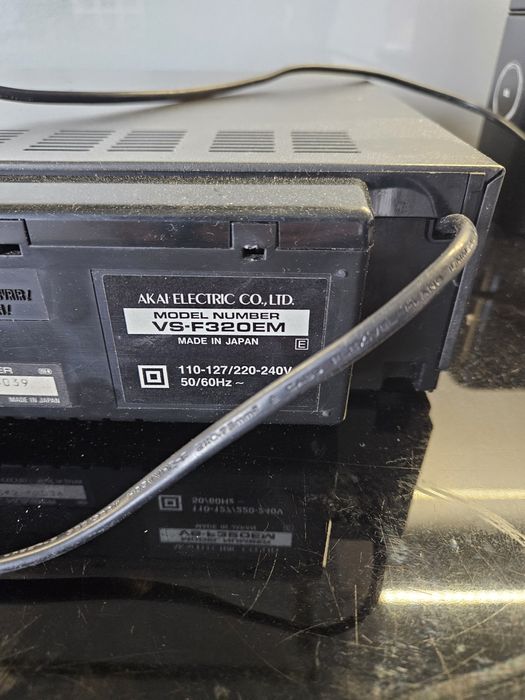 AKAI ELECTRIC CO., LTD.
MODEL NUMBER
VS-F320EM
MADE IN JAPAN
E
110-127/220-240V
50/60Hz ~
039
MADE IN JAPAN